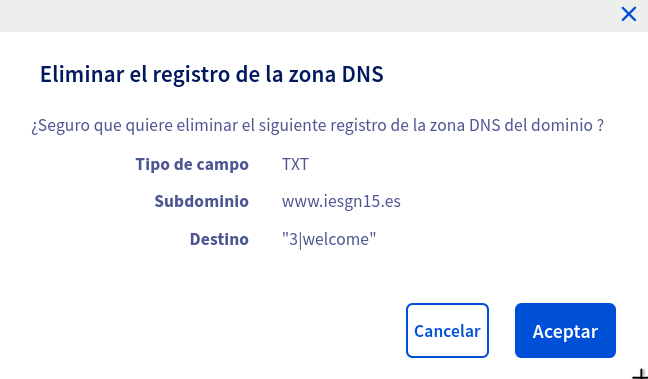 Eliminar el registro de la zona DNS
¿Seguro que quiere eliminar el siguiente registro de la zona DNS del dominio ?
Tipo de campo TXT
Subdominio www.iesgn15.es
Destino "3|welcome"
Cancelar Aceptar